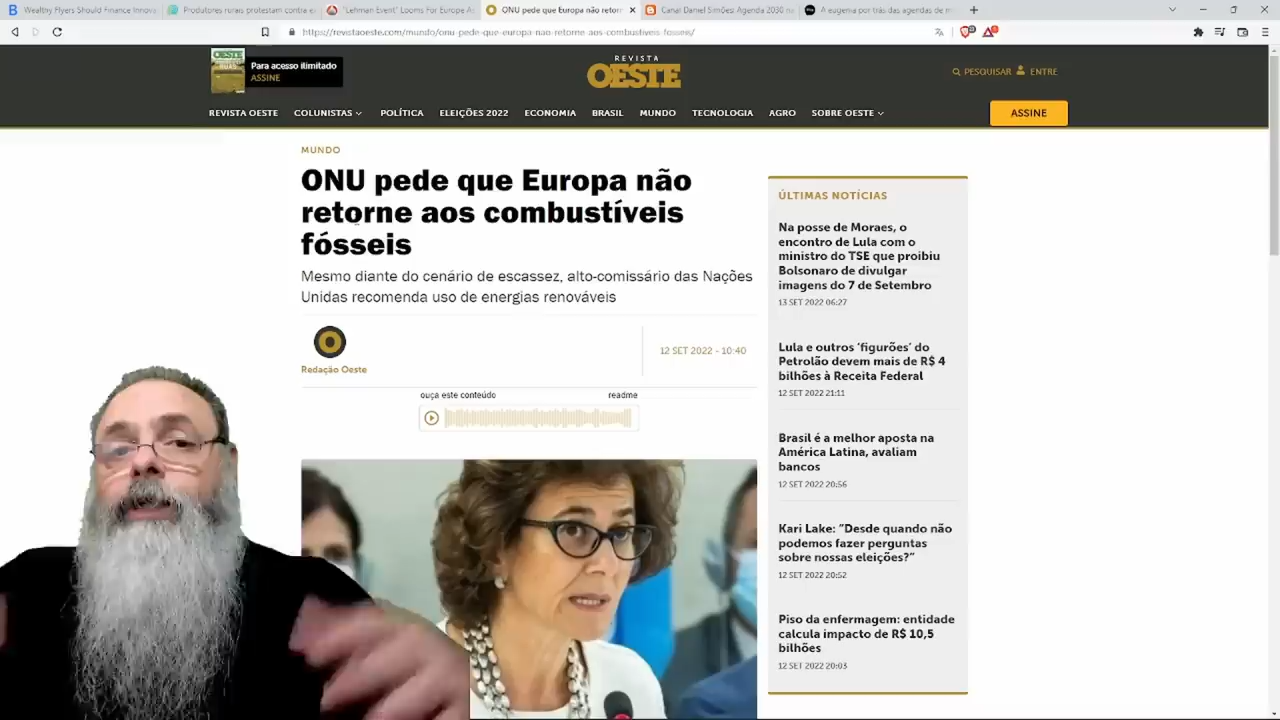 Wealthy Flyers Should Finance Innov
Produtores rurais protestam contra e
"Lehman Event" Looms For Europe As
ONU pede que Europa não retor
Canal Daniel Simões: Agenda 2030 na
A eugenia por trás das agendas de m
https://revistaoeste.com/mundo/onu-pede-que-europa-nao-retorne-aos-combustiveis-fosseis/
OESTE
Para acesso ilimitado
ASSINE
REVISTA
OESTE
PESQUISAR
ENTRE
REVISTA OESTE
COLUNISTAS
POLÍTICA
ELEIÇÕES 2022
ECONOMIA
BRASIL
MUNDO
TECNOLOGIA
AGRO
SOBRE OESTE
ASSINE
MUNDO
ONU pede que Europa não
retorne aos combustíveis
fósseis
Mesmo diante do cenário de escassez, alto-comissário das Nações
Unidas recomenda uso de energias renováveis
Redação Oeste
12 SET 2022 - 10:40
ouça este conteúdo
readme
ÚLTIMAS NOTÍCIAS
Na posse de Moraes, o
encontro de Lula com o
ministro do TSE que proibiu
Bolsonaro de divulgar
imagens do 7 de Setembro
13 SET 2022 06:27
Lula e outros 'figurões' do
Petrolão devem mais de R$ 4
bilhões à Receita Federal
12 SET 2022 21:11
Brasil é a melhor aposta na
América Latina, avaliam
bancos
12 SET 2022 20:56
Kari Lake: "Desde quando não
podemos fazer perguntas
sobre nossas eleições?"
12 SET 2022 20:52
Piso da enfermagem: entidade
calcula impacto de R$ 10,5
bilhões
12 SET 2022 20:03